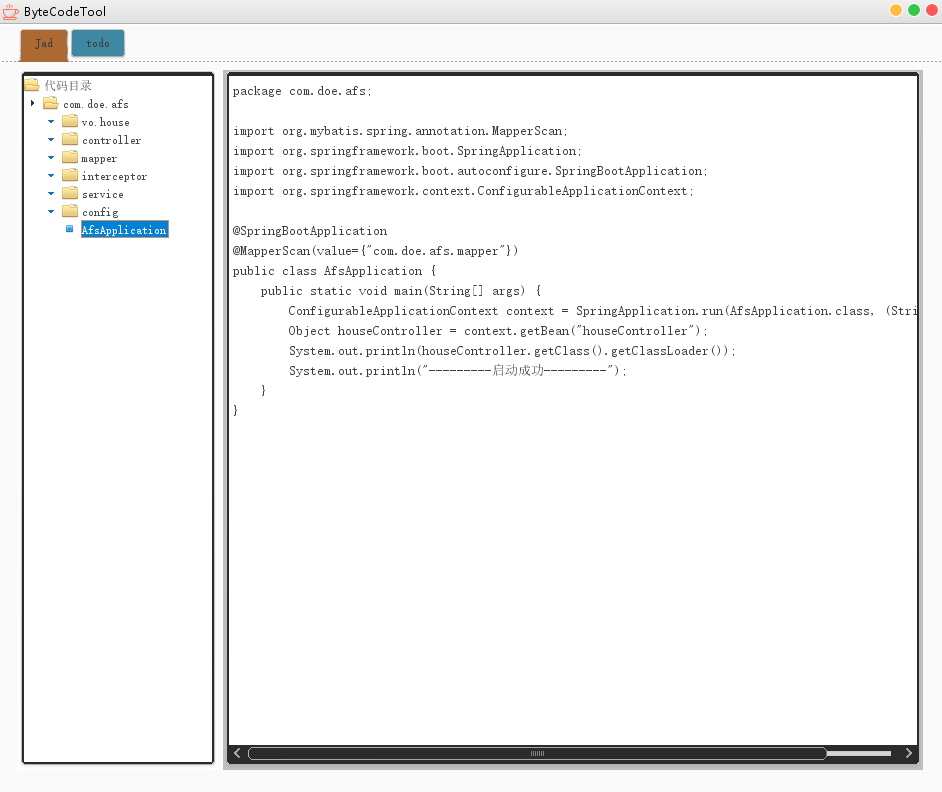 ByteCodeTool
Jad
todo
代码目录
com.doe.afs
vo.house
controller
mapper
interceptor
service
config
AfsApplication
package com.doe.afs;
import org.mybatis.spring.annotation.MapperScan;
import org.springframework.boot.SpringApplication;
import org.springframework.boot.autoconfigure.SpringBootApplication;
import org.springframework.context.ConfigurableApplicationContext;
@SpringBootApplication
@MapperScan(value={"com.doe.afs.mapper"})
public class AfsApplication {
    public static void main(String[] args) {
        ConfigurableApplicationContext context = SpringApplication.run(AfsApplication.class, (Stri
        Object houseController = context.getBean("houseController");
        System.out.println(houseController.getClass().getClassLoader());
        System.out.println("---------启动成功---------");
    }
}